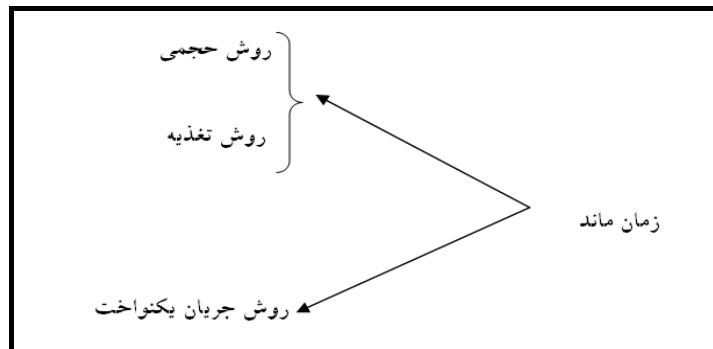 روش حجمی
روش تغذیه
زمان ماند
روش جریان یکنواخت